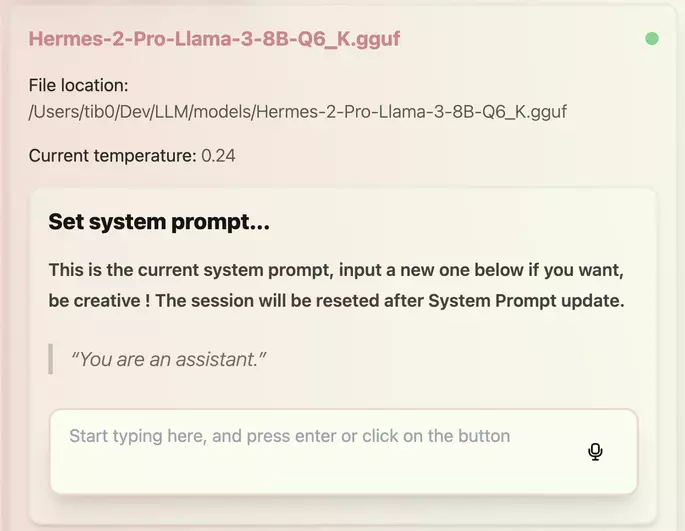 Hermes-2-Pro-Llama-3-8B-Q6_K.gguf
File location:
/Users/tib0/Dev/LLM/models/Hermes-2-Pro-Llama-3-8B-Q6_K.gguf
Current temperature: 0.24
Set system prompt...
This is the current system prompt, input a new one below if you want,
be creative ! The session will be reseted after System Prompt update.
“You are an assistant.”
Start typing here, and press enter or click on the button